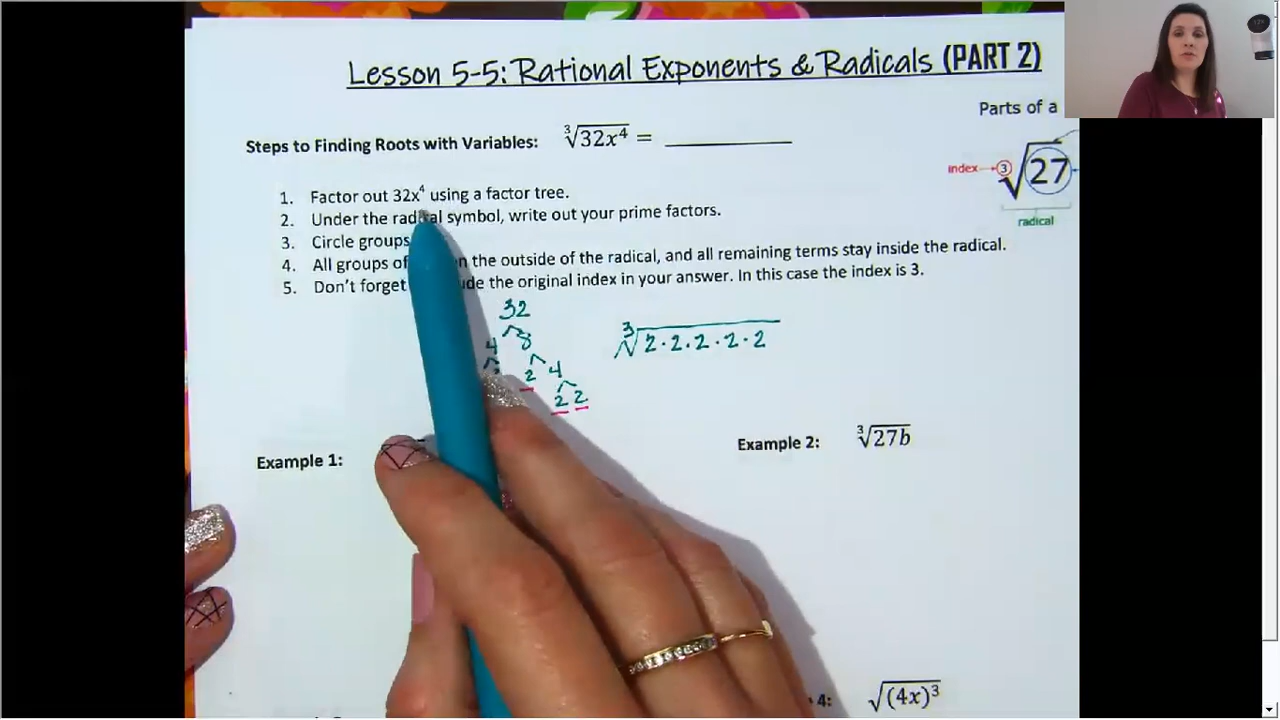 Lesson 5-5: Rational Exponents & Radicals (PART 2)
Parts of a
Steps to Finding Roots with Variables: ∛32x⁴ = __________
index 3 √27
radical
1. Factor out 32x⁴ using a factor tree.
2. Under the radical symbol, write out your prime factors.
3. Circle groups
4. All groups of the outside of the radical, and all remaining terms stay inside the radical.
5. Don't forget the original index in your answer. In this case the index is 3.
32
4 8
2 4
2 2
∛2·2·2·2·2
Example 1:
Example 2: ∛27b
4: √(4x)³